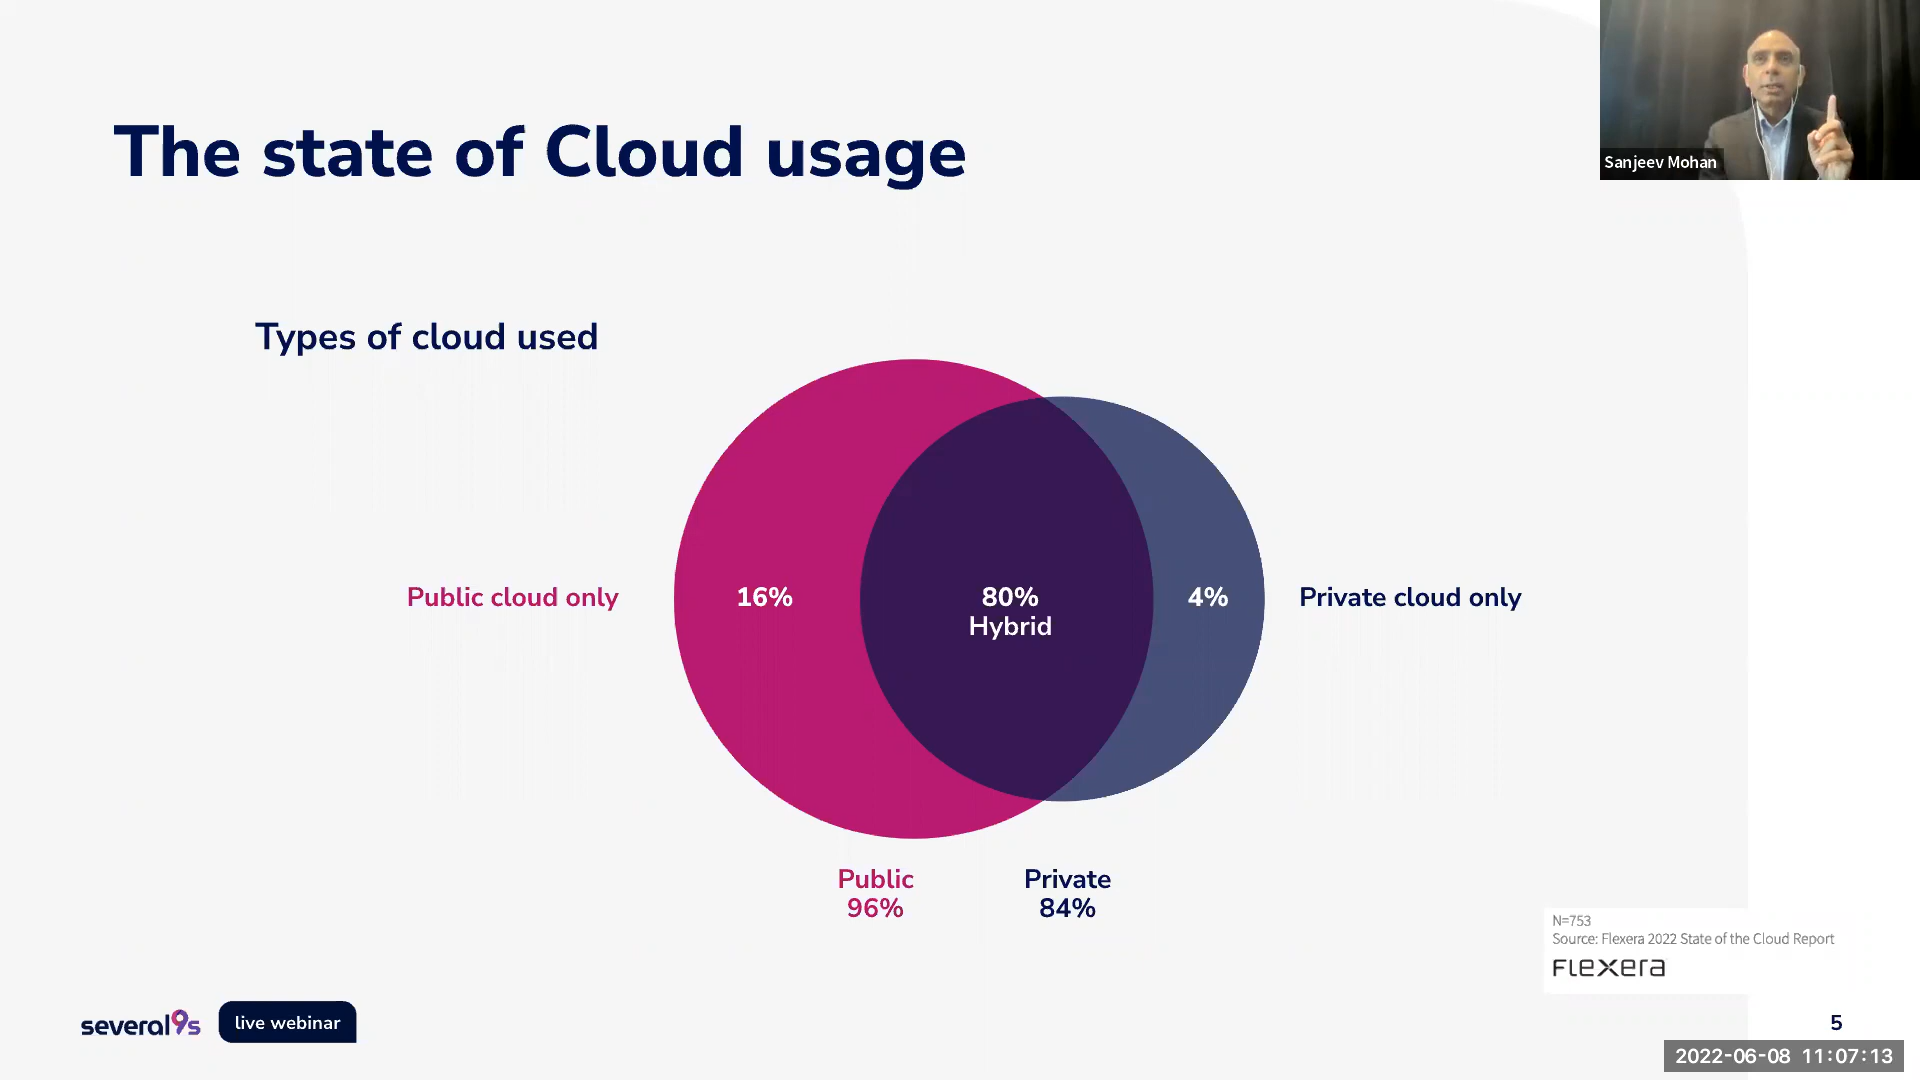 Sanjeev Mohan
The state of Cloud usage
Types of cloud used
Public cloud only
16%
80%
Hybrid
4%
Private cloud only
Public
96%
Private
84%
N=753
Source: Flexera 2022 State of the Cloud Report
FLEXERA
several9s
live webinar
5
2022-06-08 11:07:13